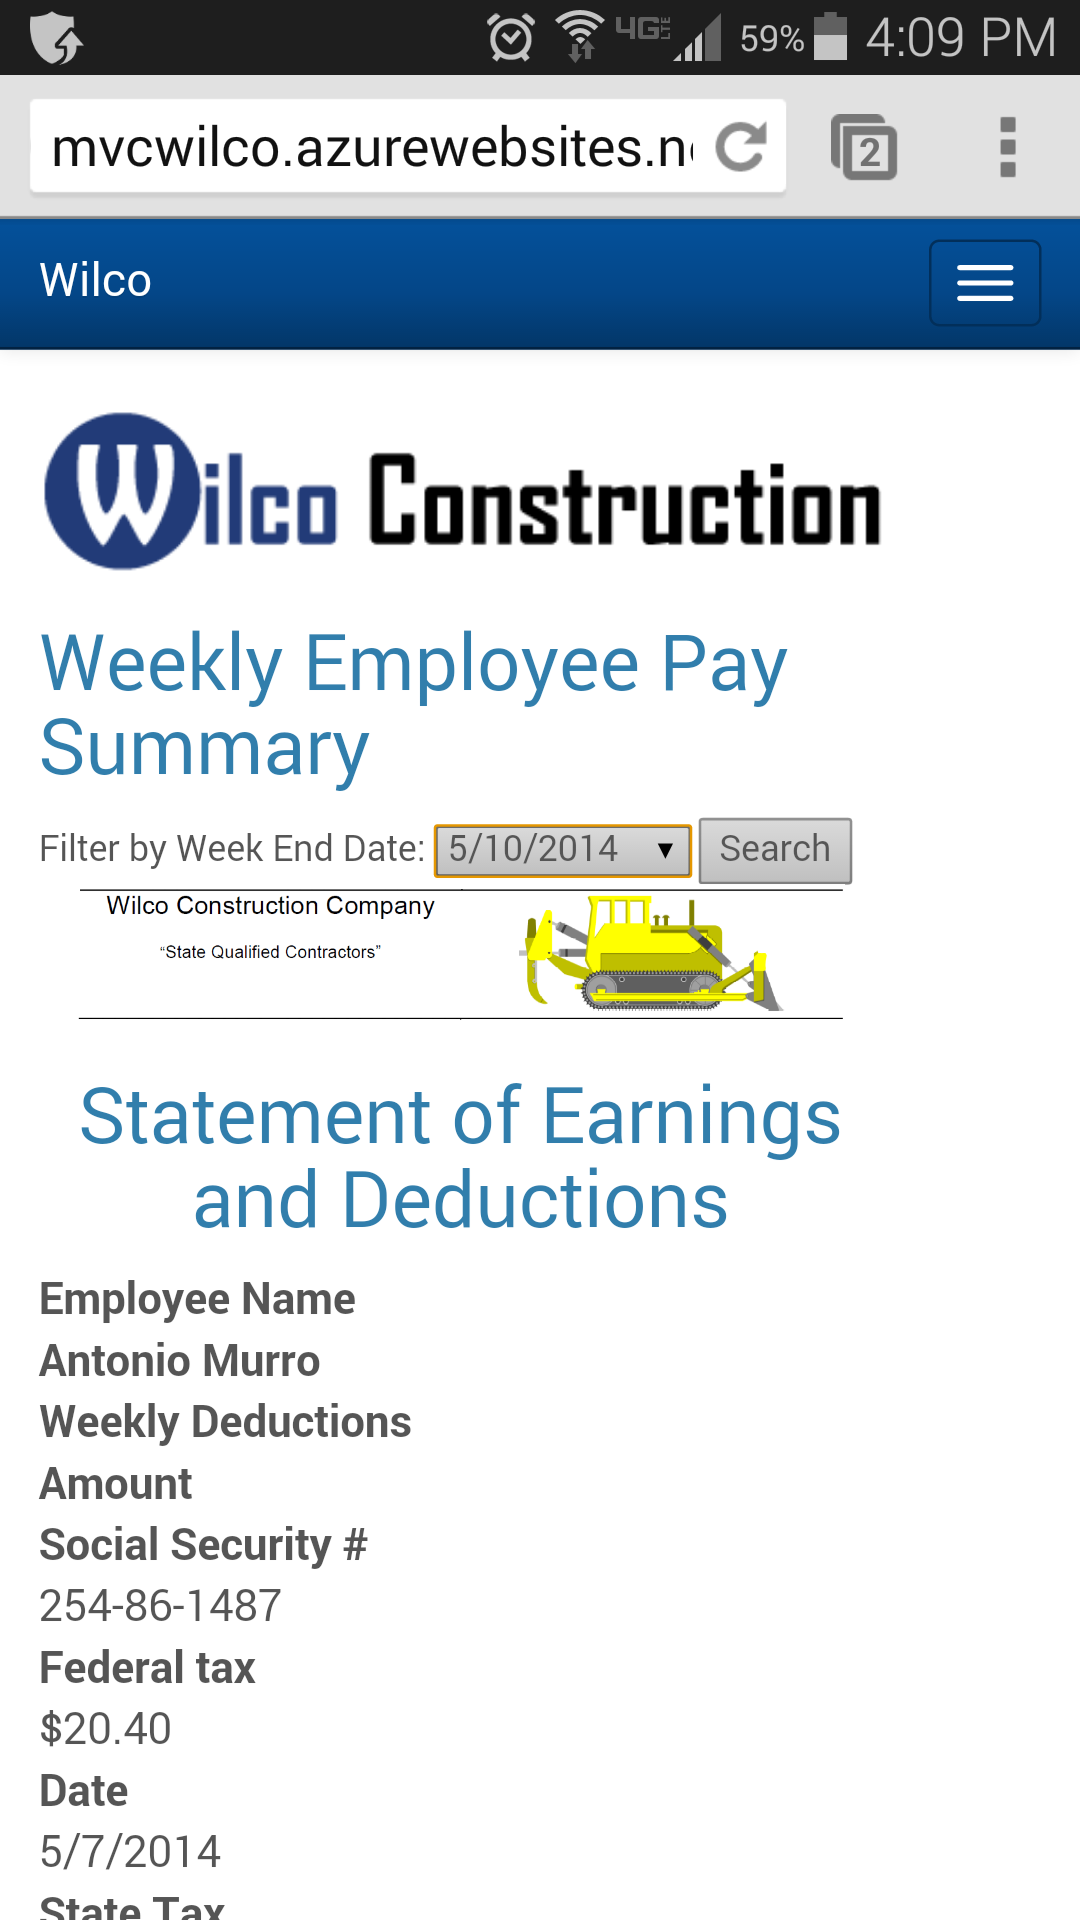 4G LTE 59% 4:09 PM
mvcwilco.azurewebsites.n
2
Wilco
Wilco Construction
Weekly Employee Pay
Summary
Filter by Week End Date: 5/10/2014 ▼ Search
Wilco Construction Company
“State Qualified Contractors”
Statement of Earnings
and Deductions
Employee Name
Antonio Murro
Weekly Deductions
Amount
Social Security #
254-86-1487
Federal tax
$20.40
Date
5/7/2014
State Tax